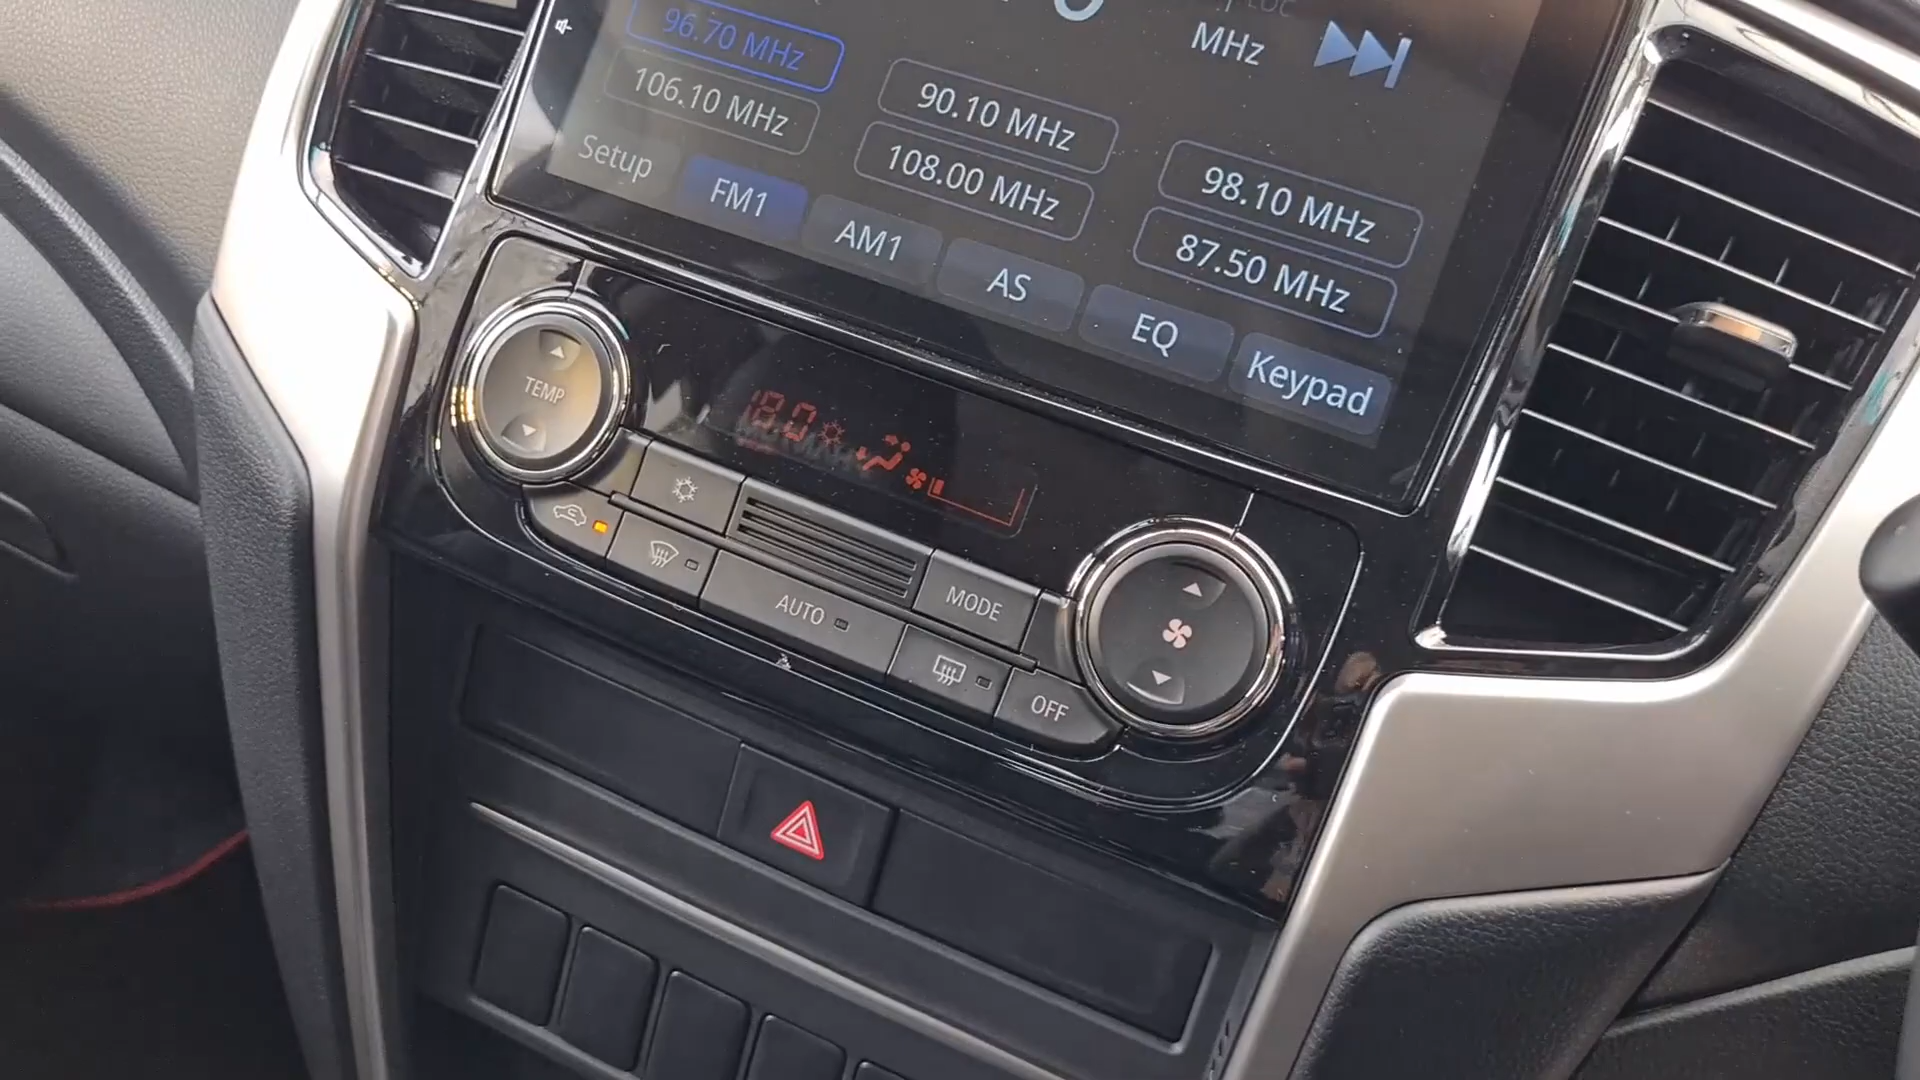 96.70 MHz
MHz
106.10 MHz
90.10 MHz
98.10 MHz
108.00 MHz
87.50 MHz
Setup
FM1
AM1
AS
EQ
Keypad
TEMP
18.0
AUTO
MODE
OFF